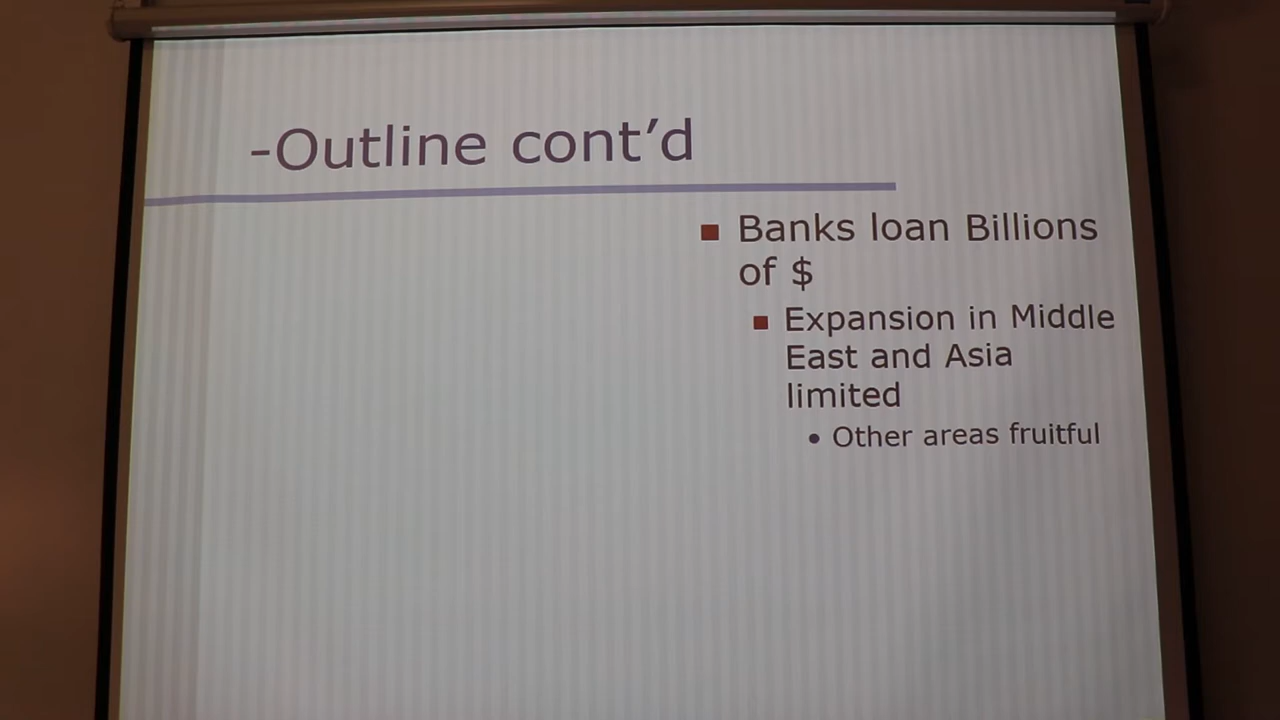 -Outline cont’d
Banks loan Billions
of $
Expansion in Middle
East and Asia
limited
Other areas fruitful